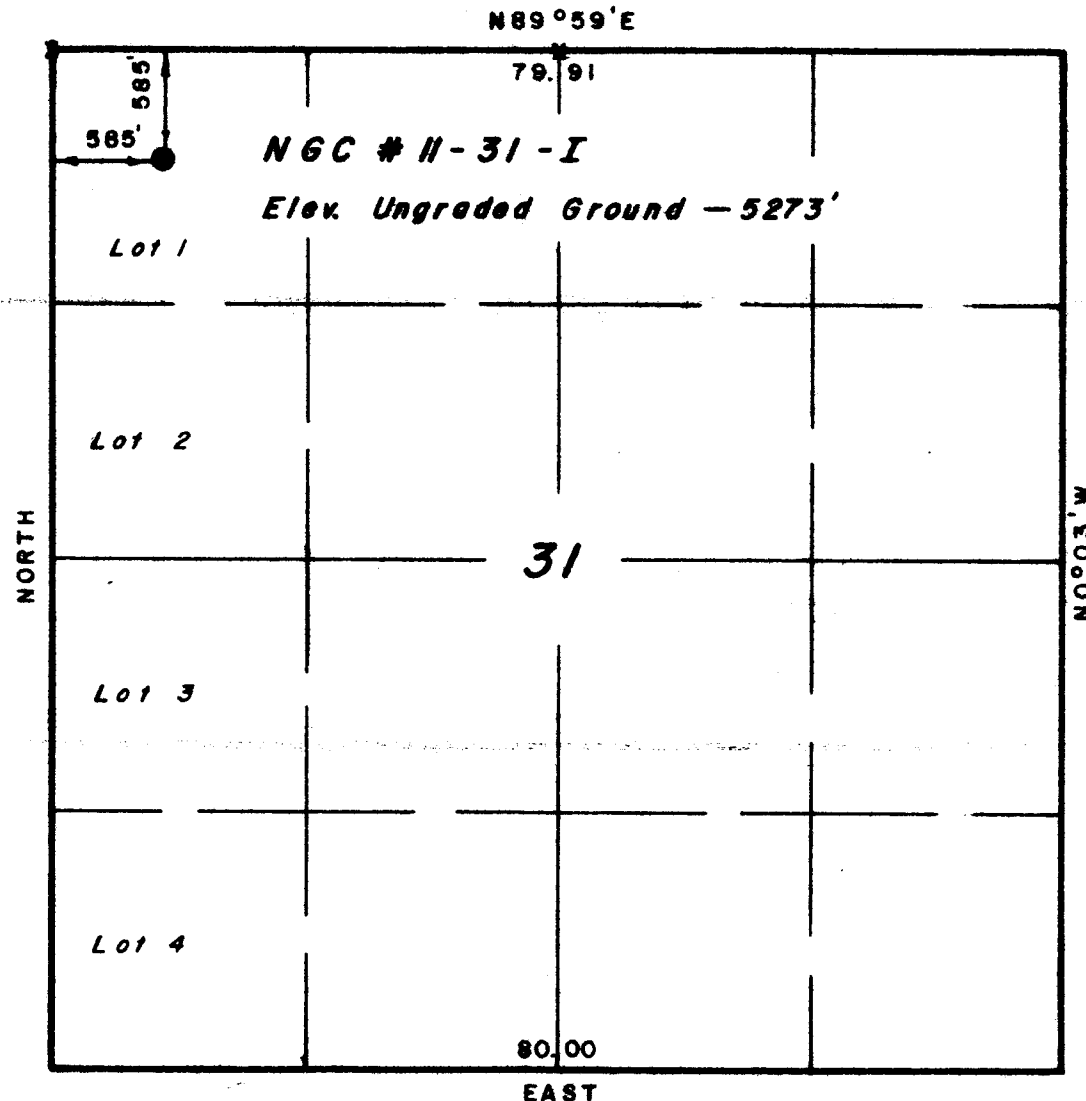 N89°59'E
79.91
585'
585'
NGC # 11-31-I
Elev. Ungraded Ground — 5273'
Lot 1
Lot 2
31
NORTH
N0°03'W
Lot 3
Lot 4
80.00
EAST